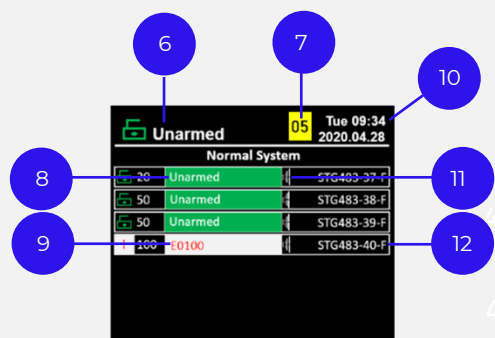 6
7
10
Unarmed
05
Tue 09:34
2020.04.28
Normal System
8
20
Unarmed
STG483-37-F
11
50
Unarmed
STG483-38-F
50
Unarmed
STG483-39-F
9
100
E0100
STG483-40-F
12